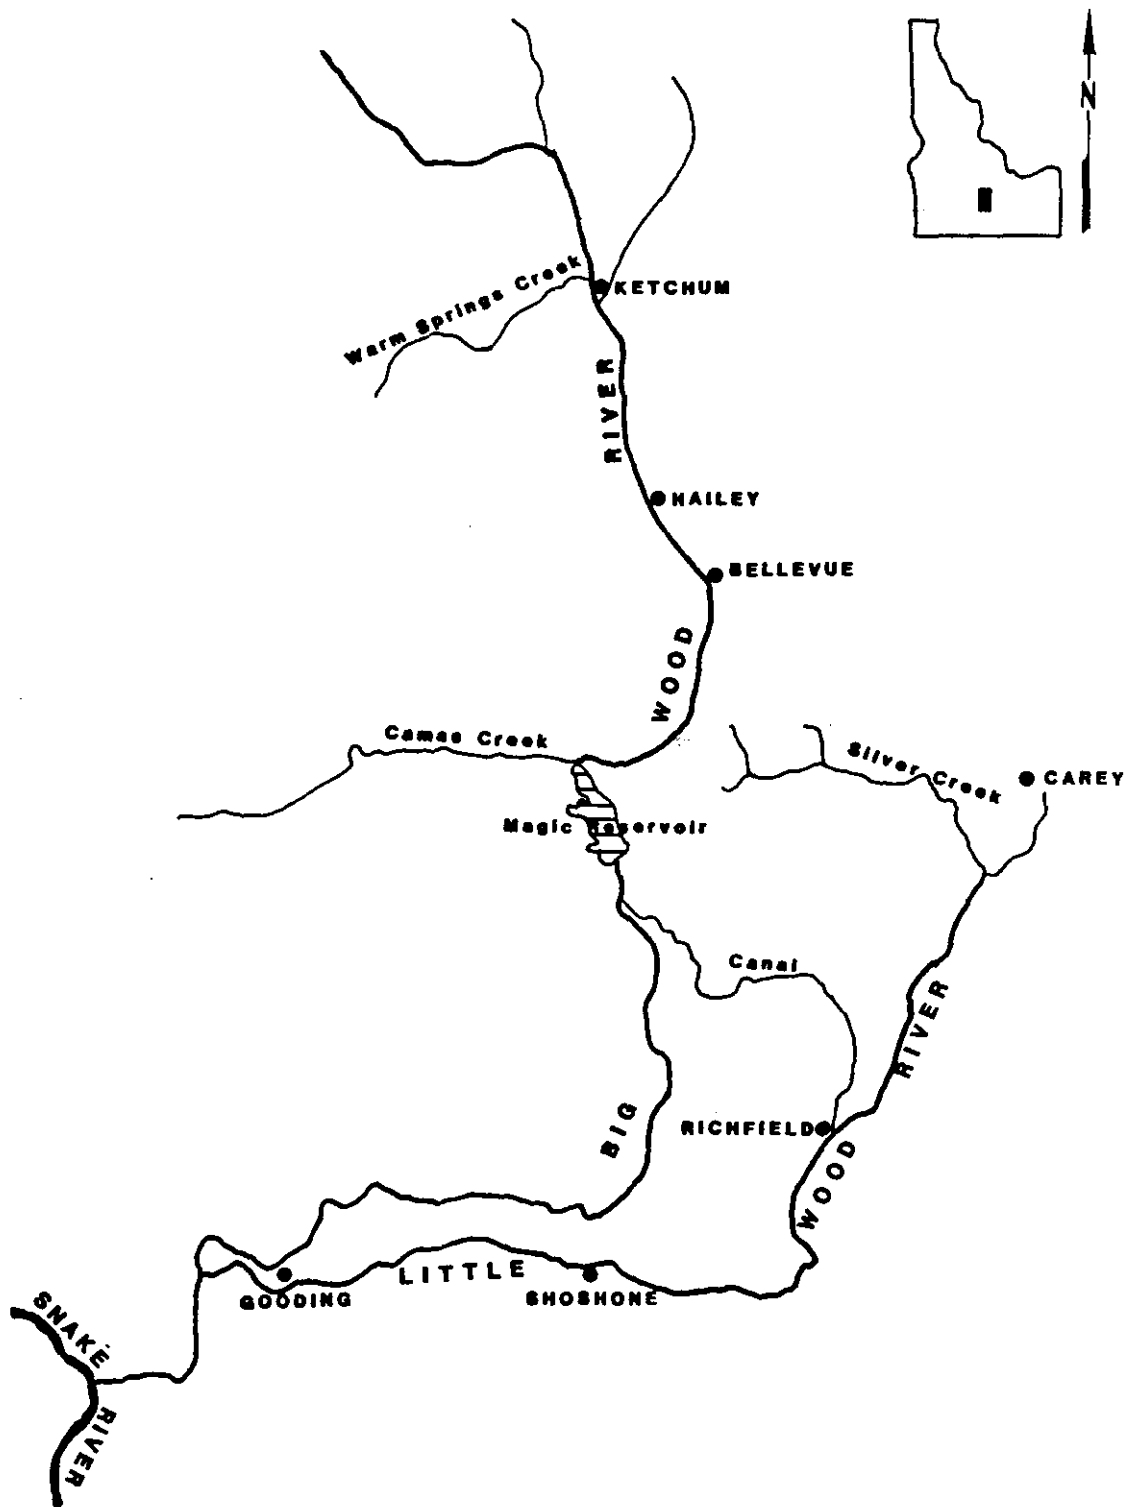 N
Warm Springs Creek
KETCHUM
RIVER
HAILEY
BELLEVUE
WOOD
Camas Creek
Silver Creek
CAREY
Magic Reservoir
Canal
RIVER
BIG
RICHFIELD
WOOD
LITTLE
GOODING
SHOSHONE
SNAKE
RIVER